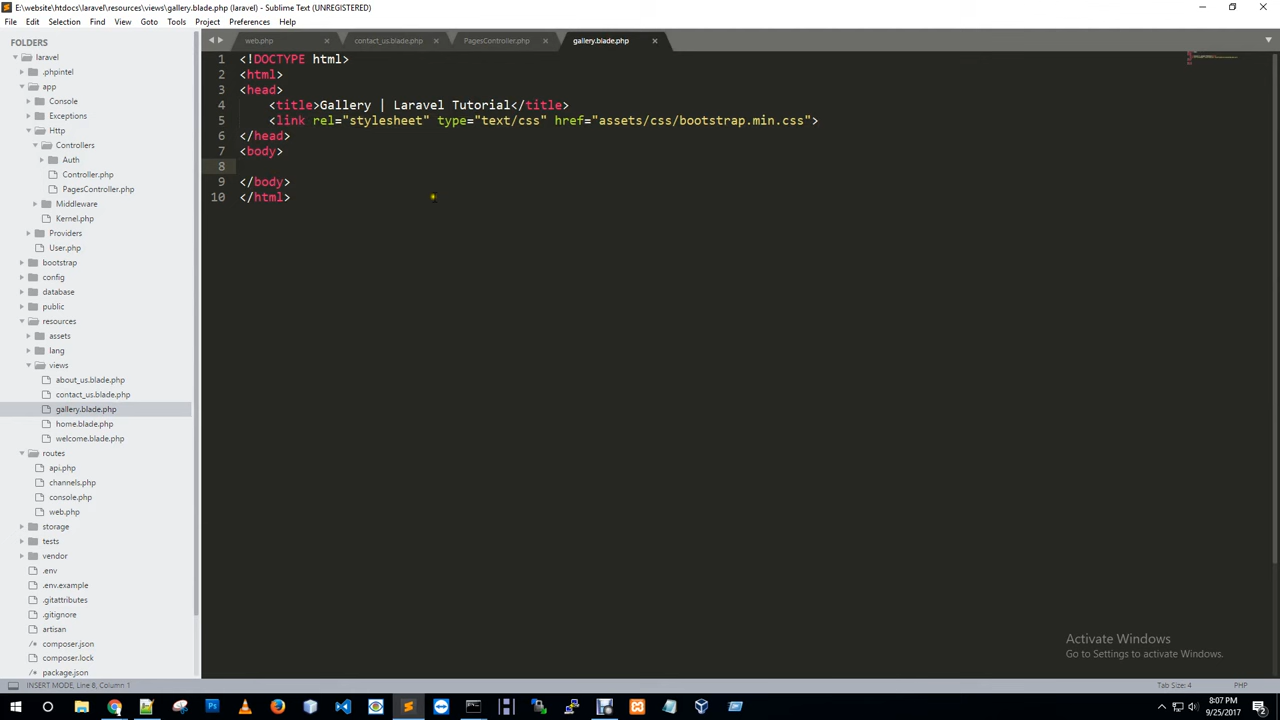 E:\website\htdocs\laravel\resources\views\gallery.blade.php (laravel) - Sublime Text (UNREGISTERED)
File Edit Selection Find View Goto Tools Project Preferences Help
FOLDERS
laravel
.phpintel
app
Console
Exceptions
Http
Controllers
Auth
Controller.php
PagesController.php
Middleware
Kernel.php
Providers
User.php
bootstrap
config
database
public
resources
assets
lang
views
about_us.blade.php
contact_us.blade.php
gallery.blade.php
home.blade.php
welcome.blade.php
routes
api.php
channels.php
console.php
web.php
storage
tests
vendor
.env
.env.example
.gitattributes
.gitignore
artisan
composer.json
composer.lock
package.json
web.php contact_us.blade.php PagesController.php gallery.blade.php
1 <!DOCTYPE html>
2 <html>
3 <head>
4 <title>Gallery | Laravel Tutorial</title>
5 <link rel="stylesheet" type="text/css" href="assets/css/bootstrap.min.css">
6 </head>
7 <body>
8
9 </body>
10 </html>
Activate Windows
Go to Settings to activate Windows.
INSERT MODE, Line 8, Column 1 Tab Size: 4 PHP
8:07 PM
9/25/2017